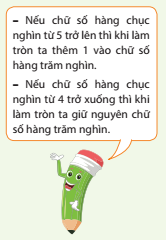 – Nếu chữ số hàng chục
nghìn từ 5 trở lên thì khi làm
tròn ta thêm 1 vào chữ số
hàng trăm nghìn.
– Nếu chữ số hàng chục
nghìn từ 4 trở xuống thì khi
làm tròn ta giữ nguyên chữ
số hàng trăm nghìn.